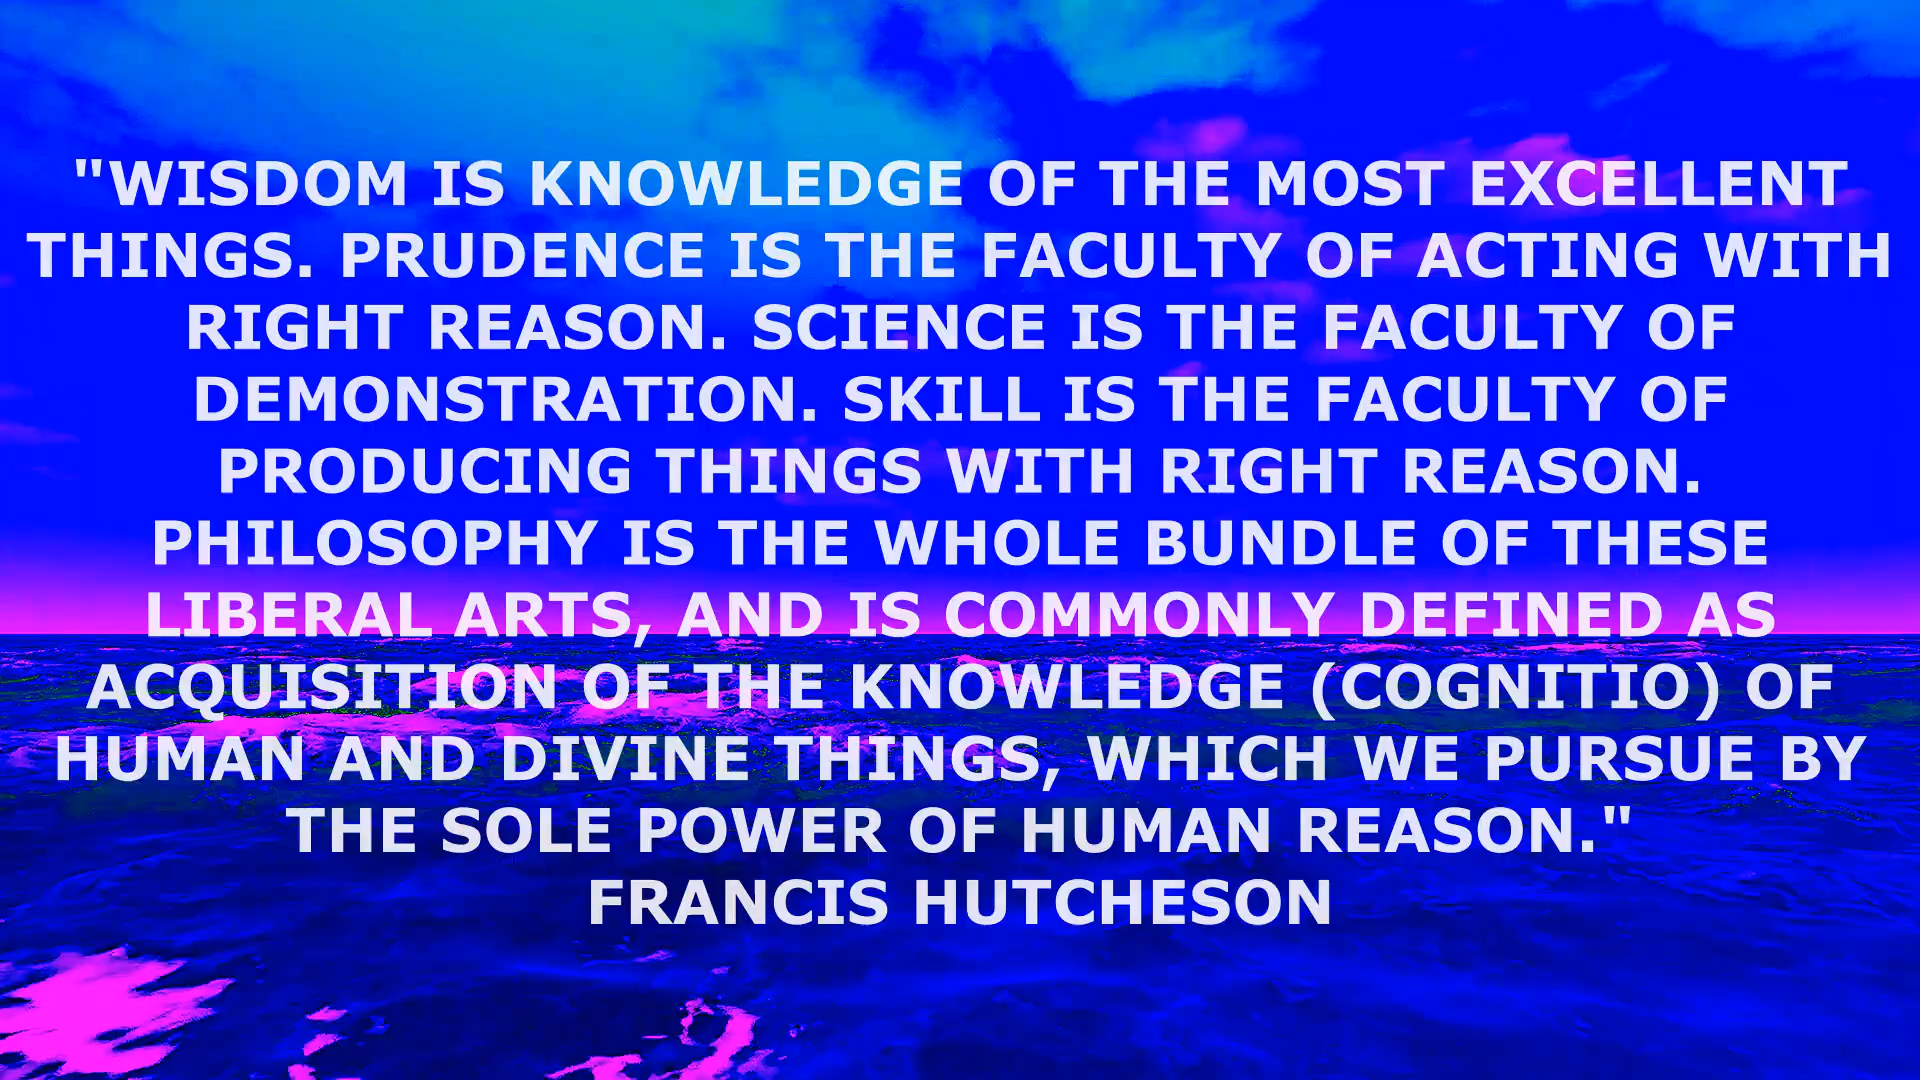 "WISDOM IS KNOWLEDGE OF THE MOST EXCELLENT
THINGS. PRUDENCE IS THE FACULTY OF ACTING WITH
RIGHT REASON. SCIENCE IS THE FACULTY OF
DEMONSTRATION. SKILL IS THE FACULTY OF
PRODUCING THINGS WITH RIGHT REASON.
PHILOSOPHY IS THE WHOLE BUNDLE OF THESE
LIBERAL ARTS, AND IS COMMONLY DEFINED AS
ACQUISITION OF THE KNOWLEDGE (COGNITIO) OF
HUMAN AND DIVINE THINGS, WHICH WE PURSUE BY
THE SOLE POWER OF HUMAN REASON."
FRANCIS HUTCHESON